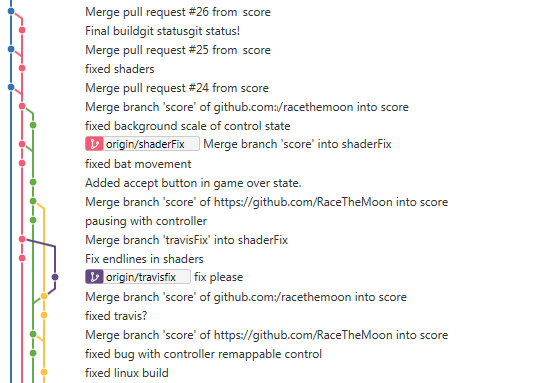 Merge pull request #26 from score
Final buildgit statusgit status!
Merge pull request #25 from score
fixed shaders
Merge pull request #24 from score
Merge branch 'score' of github.com:/racethemoon into score
fixed background scale of control state
origin/shaderFix Merge branch 'score' into shaderFix
fixed bat movement
Added accept button in game over state.
Merge branch 'score' of https://github.com/RaceTheMoon into score
pausing with controller
Merge branch 'travisFix' into shaderFix
Fix endlines in shaders
origin/travisfix fix please
Merge branch 'score' of github.com:/racethemoon into score
fixed travis?
Merge branch 'score' of https://github.com/RaceTheMoon into score
fixed bug with controller remappable control
fixed linux build